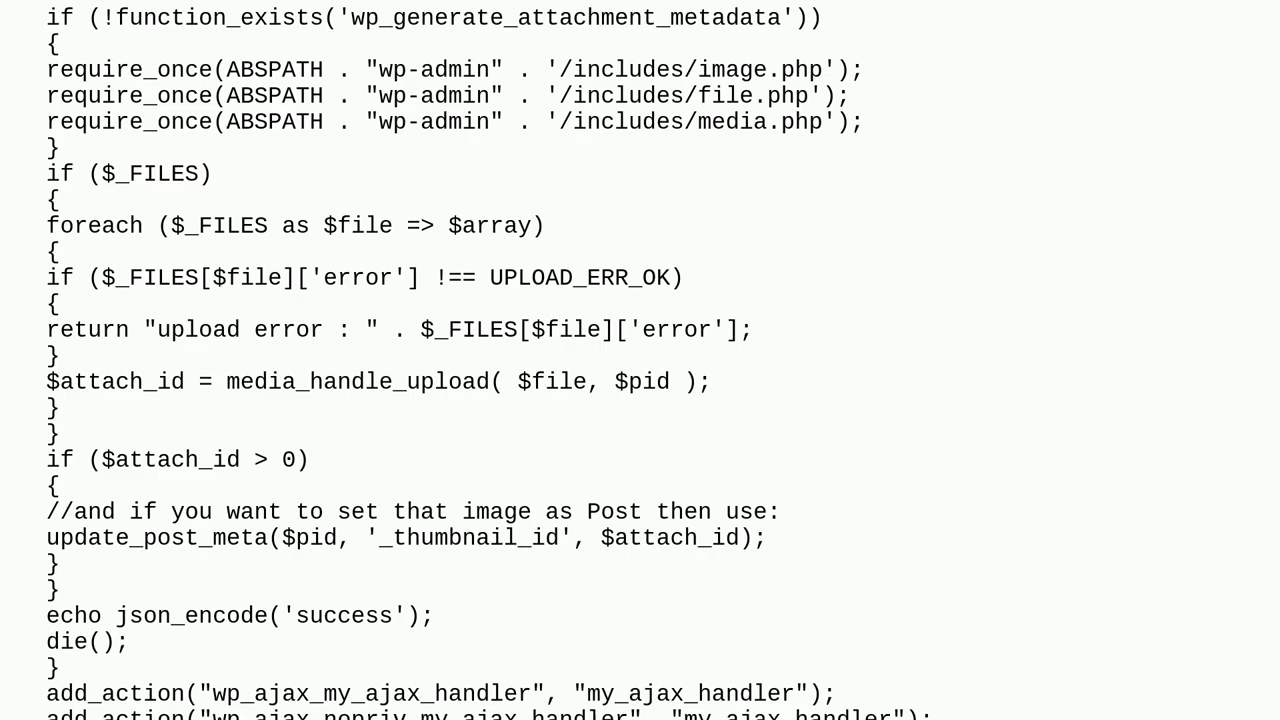 if (!function_exists('wp_generate_attachment_metadata'))
{
require_once(ABSPATH . "wp-admin" . '/includes/image.php');
require_once(ABSPATH . "wp-admin" . '/includes/file.php');
require_once(ABSPATH . "wp-admin" . '/includes/media.php');
}
if ($_FILES)
{
foreach ($_FILES as $file => $array)
{
if ($_FILES[$file]['error'] !== UPLOAD_ERR_OK)
{
return "upload error : " . $_FILES[$file]['error'];
}
$attach_id = media_handle_upload( $file, $pid );
}
}
if ($attach_id > 0)
{
//and if you want to set that image as Post then use:
update_post_meta($pid, '_thumbnail_id', $attach_id);
}
}
echo json_encode('success');
die();
}
add_action("wp_ajax_my_ajax_handler", "my_ajax_handler");
add_action("wp_ajax_nopriv_my_ajax_handler", "my_ajax_handler");